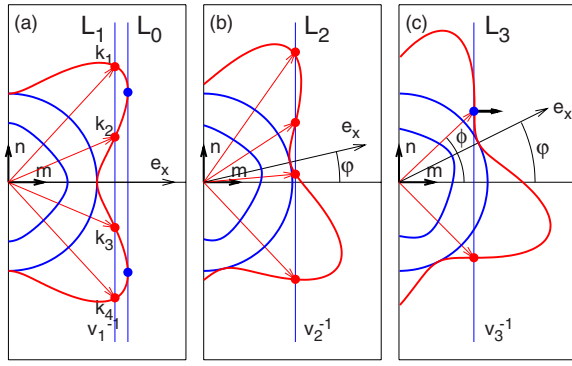 (a) L₁ L₀
k₁
k₂
n
m
eₓ
k₃
k₄
v₁⁻¹
(b) L₂
n
eₓ
m
φ
v₂⁻¹
(c) L₃
n
eₓ
ϕ
φ
m
v₃⁻¹